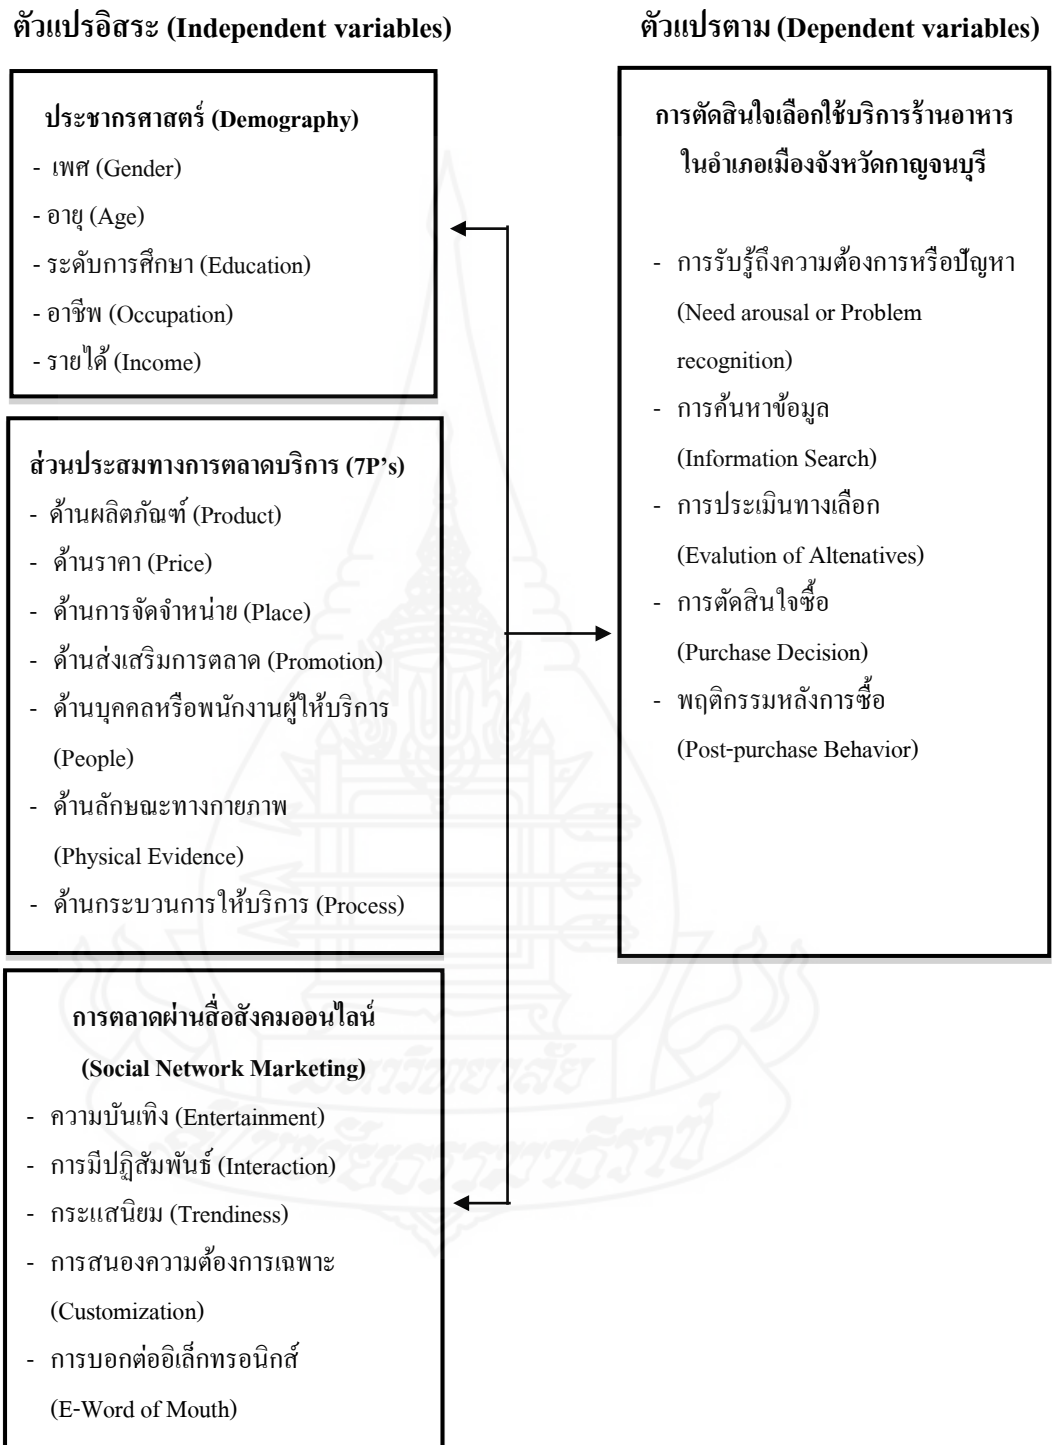 ตัวแปรอิสระ (Independent variables)
ประชากรศาสตร์ (Demography)
- เพศ (Gender)
- อายุ (Age)
- ระดับการศึกษา (Education)
- อาชีพ (Occupation)
- รายได้ (Income)
ส่วนประสมทางการตลาดบริการ (7P’s)
- ด้านผลิตภัณฑ์ (Product)
- ด้านราคา (Price)
- ด้านการจัดจำหน่าย (Place)
- ด้านส่งเสริมการตลาด (Promotion)
- ด้านบุคคลหรือพนักงานผู้ให้บริการ
(People)
- ด้านลักษณะทางกายภาพ
(Physical Evidence)
- ด้านกระบวนการให้บริการ (Process)
การตลาดผ่านสื่อสังคมออนไลน์
(Social Network Marketing)
- ความบันเทิง (Entertainment)
- การมีปฏิสัมพันธ์ (Interaction)
- กระแสนิยม (Trendiness)
- การสนองความต้องการเฉพาะ
(Customization)
- การบอกต่ออิเล็กทรอนิกส์
(E-Word of Mouth)
ตัวแปรตาม (Dependent variables)
การตัดสินใจเลือกใช้บริการร้านอาหาร
ในอำเภอเมืองจังหวัดกาญจนบุรี
- การรับรู้ถึงความต้องการหรือปัญหา
(Need arousal or Problem
recognition)
- การค้นหาข้อมูล
(Information Search)
- การประเมินทางเลือก
(Evalution of Altenatives)
- การตัดสินใจซื้อ
(Purchase Decision)
- พฤติกรรมหลังการซื้อ
(Post-purchase Behavior)
มหาวิทยาลัย
สุโขทัยธรรมาธิราช